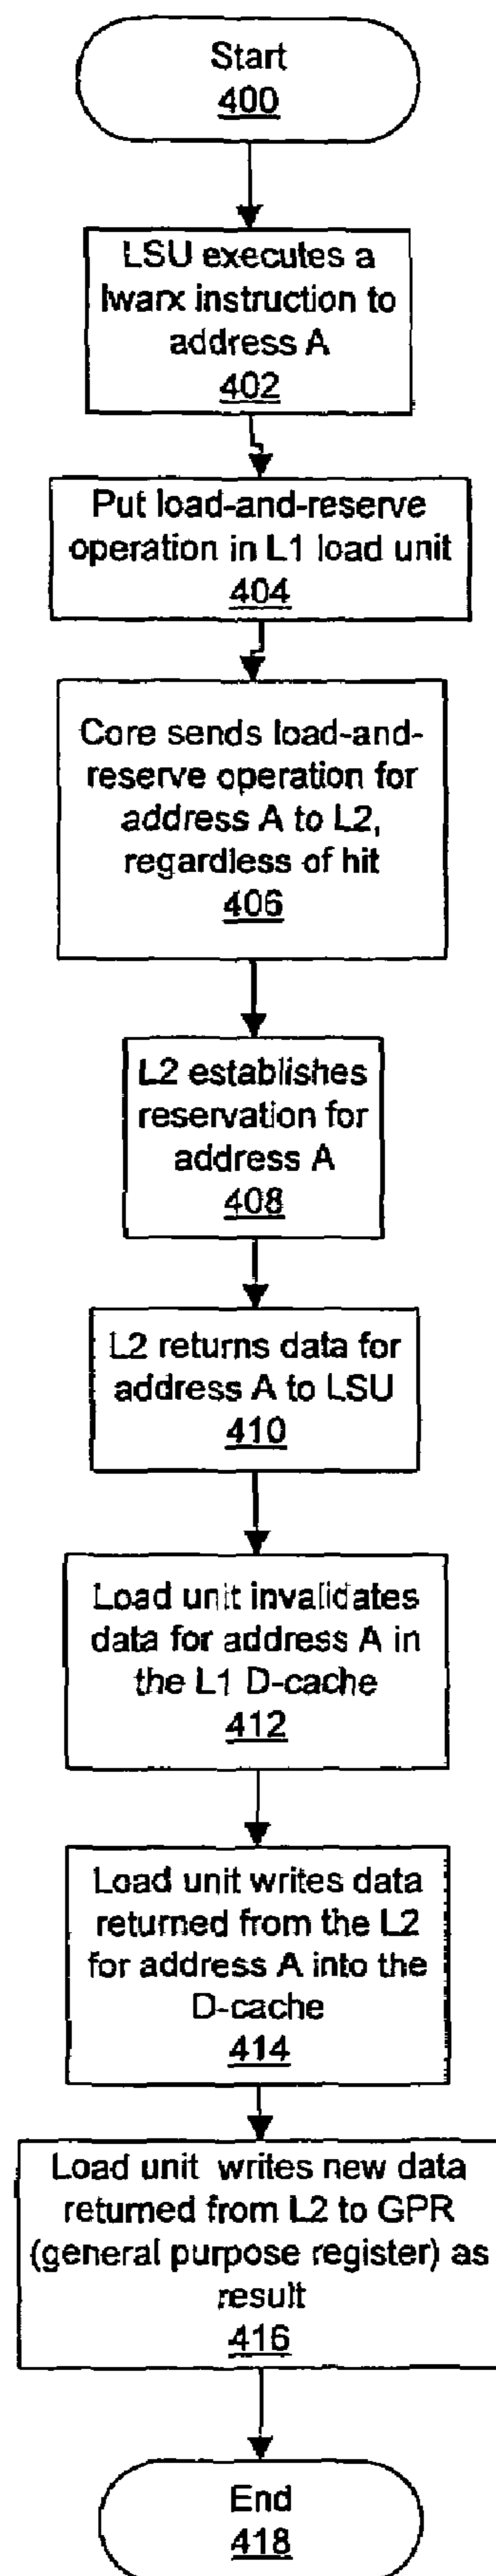 Start
400
LSU executes a
lwarx instruction to
address A
402
Put load-and-reserve
operation in L1 load unit
404
Core sends load-and-
reserve operation for
address A to L2,
regardless of hit
406
L2 establishes
reservation for
address A
408
L2 returns data for
address A to LSU
410
Load unit invalidates
data for address A in
the L1 D-cache
412
Load unit writes data
returned from the L2
for address A into the
D-cache
414
Load unit writes new data
returned from L2 to GPR
(general purpose register) as
result
416
End
418